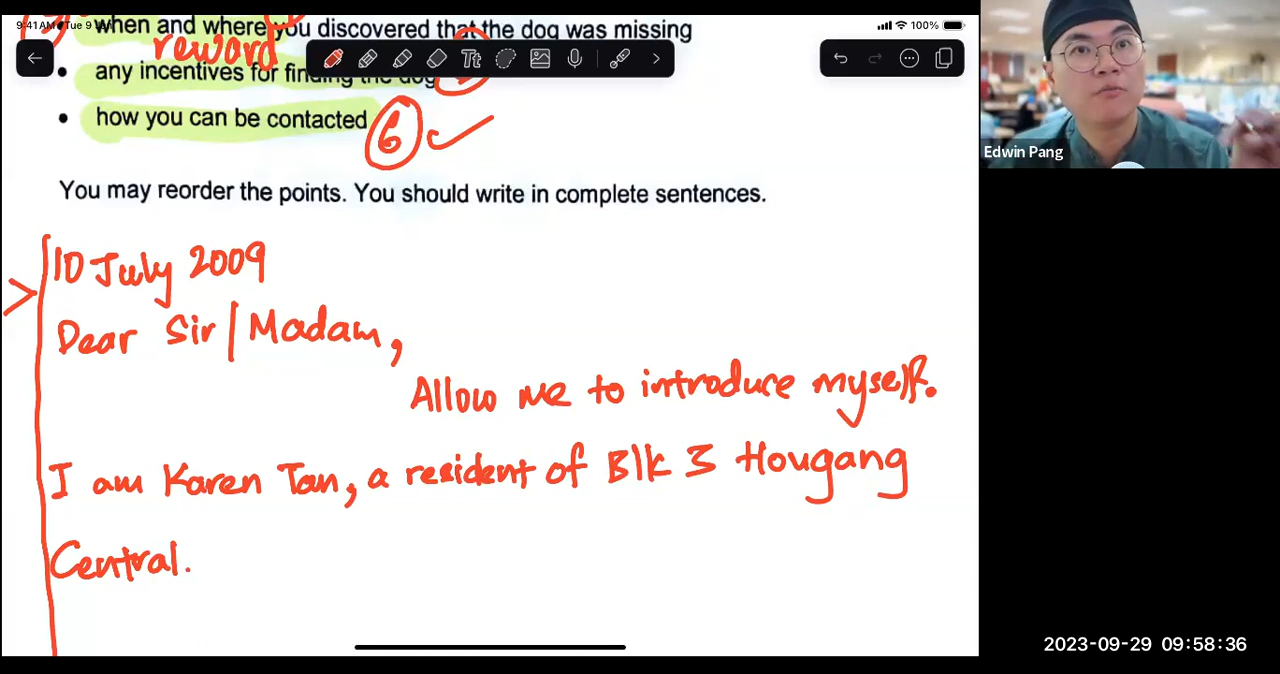 9:41 AM Tue 9 Jan
100%
when and where you discovered that the dog was missing
reword
Tt
any incentives for finding the dog
how you can be contacted
6
You may reorder the points. You should write in complete sentences.
10 July 2009
Dear Sir/Madam,
Allow me to introduce myself.
I am Karen Tan, a resident of Blk 3 Hougang
Central.
Edwin Pang
2023-09-29 09:58:36